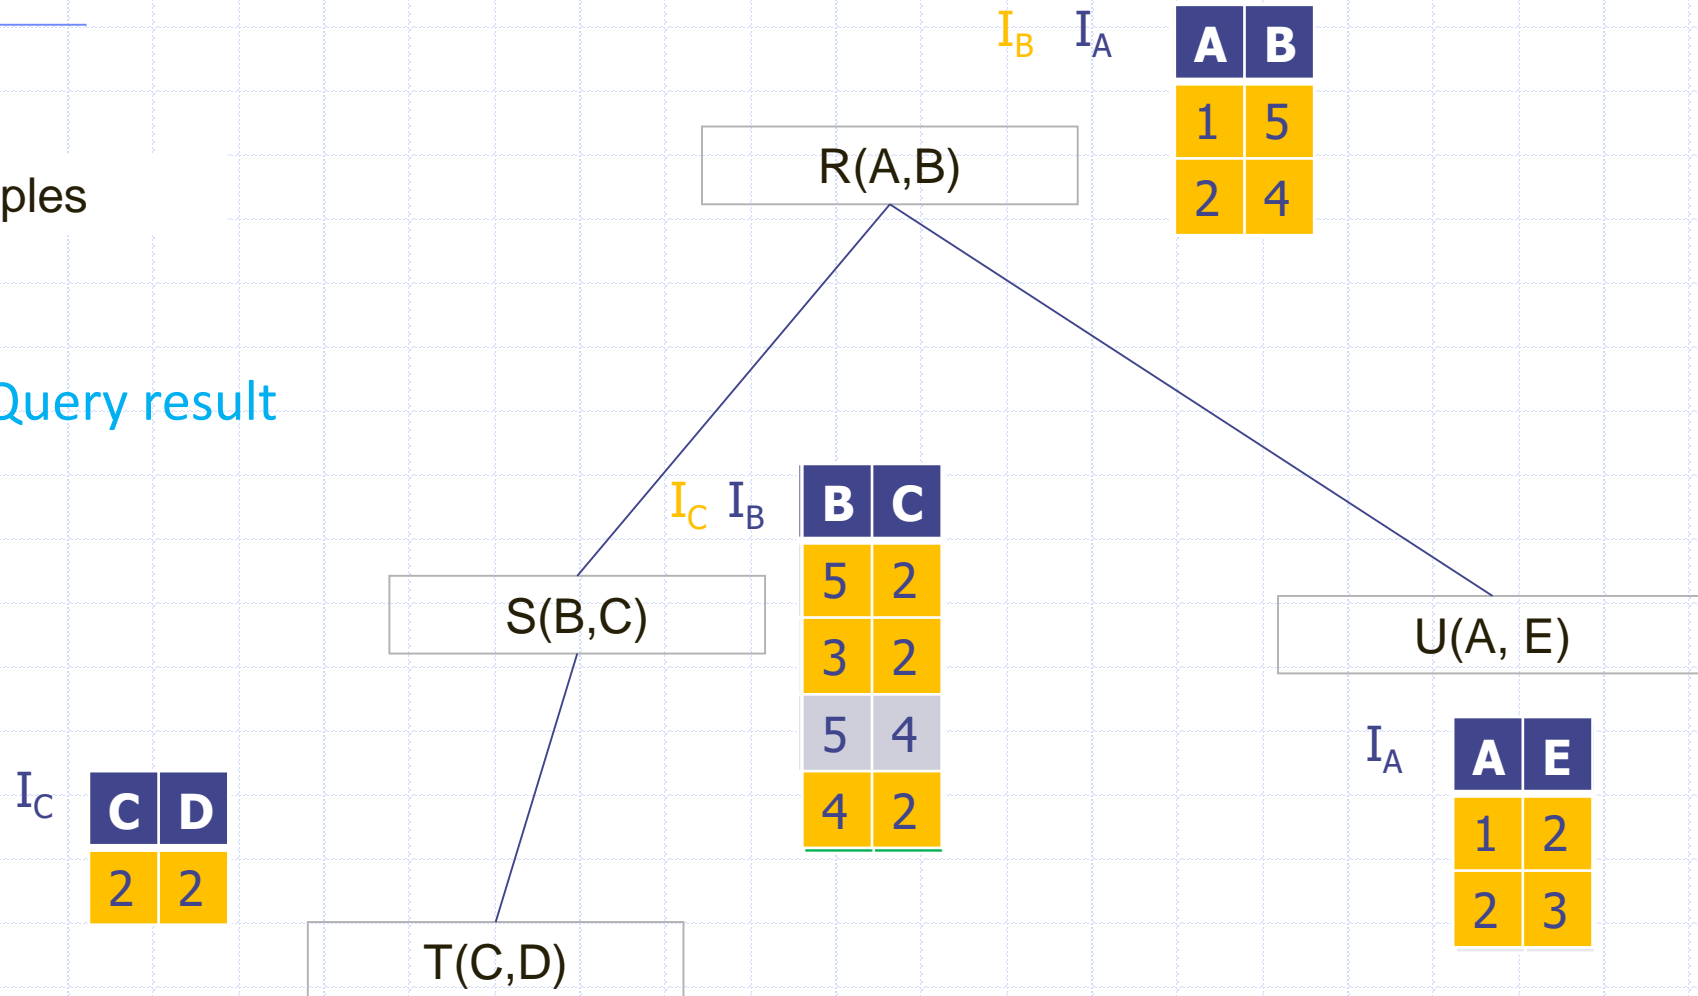 I_B I_A
A B
1 5
2 4
R(A,B)
ples
Query result
I_C I_B
B C
5 2
3 2
5 4
4 2
S(B,C)
U(A, E)
I_A
A E
1 2
2 3
I_C
C D
2 2
T(C,D)